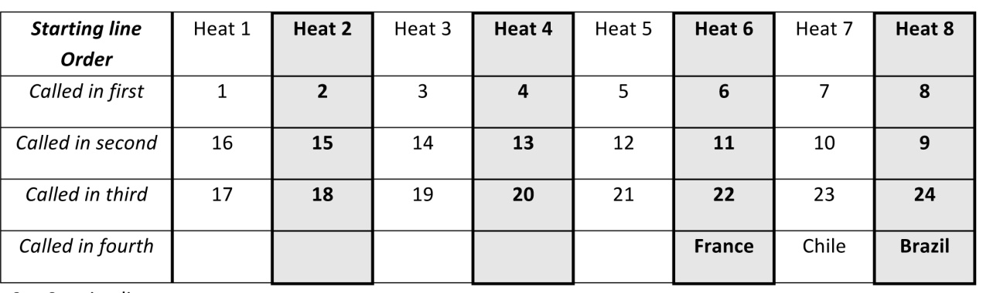 Starting line Order Heat 1 Heat 2 Heat 3 Heat 4 Heat 5 Heat 6 Heat 7 Heat 8
Called in first 1 2 3 4 5 6 7 8
Called in second 16 15 14 13 12 11 10 9
Called in third 17 18 19 20 21 22 23 24
Called in fourth France Chile Brazil